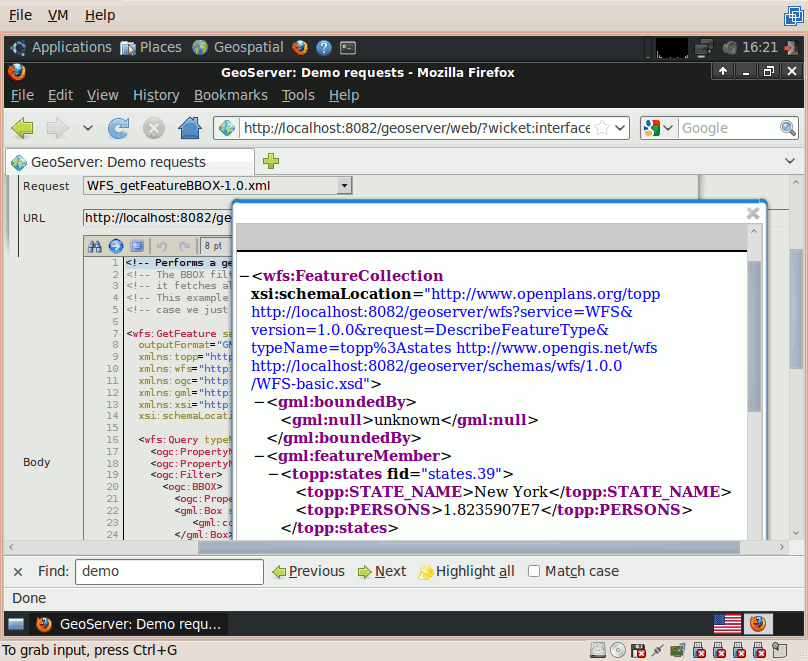 File VM Help
Applications Places Geospatial 16:21
GeoServer: Demo requests - Mozilla Firefox
File Edit View History Bookmarks Tools Help
http://localhost:8082/geoserver/web/?wicket:interface Google
GeoServer: Demo requests
Request WFS_getFeatureBBOX-1.0.xml
URL http://localhost:8082/ge
8 pt
1 <!-- Performs a ge
2 <!-- The BBOX filt
3 <!-- it fetches al
4 <!-- This example
5 <!-- case we just
6
7 <wfs:GetFeature se
8 outputFormat="GM
9 xmlns:topp="http
10 xmlns:wfs="http:
11 xmlns:ogc="http:
12 xmlns:gml="http:
13 xmlns:xsi="http:
14 xsi:schemaLocati
15
16 <wfs:Query typeN
17 <ogc:PropertyN
18 <ogc:PropertyN
19 <ogc:Filter>
20 <ogc:BBOX>
21 <ogc:Prope
22 <gml:Box s
23 <gml:co
24 </gml:Box>
Body
−<wfs:FeatureCollection
xsi:schemaLocation="http://www.openplans.org/topp
http://localhost:8082/geoserver/wfs?service=WFS&
version=1.0.0&request=DescribeFeatureType&
typeName=topp%3Astates http://www.opengis.net/wfs
http://localhost:8082/geoserver/schemas/wfs/1.0.0
/WFS-basic.xsd">
−<gml:boundedBy>
<gml:null>unknown</gml:null>
</gml:boundedBy>
−<gml:featureMember>
−<topp:states fid="states.39">
<topp:STATE_NAME>New York</topp:STATE_NAME>
<topp:PERSONS>1.8235907E7</topp:PERSONS>
</topp:states>
Find: demo Previous Next Highlight all Match case
Done
GeoServer: Demo requ...
To grab input, press Ctrl+G